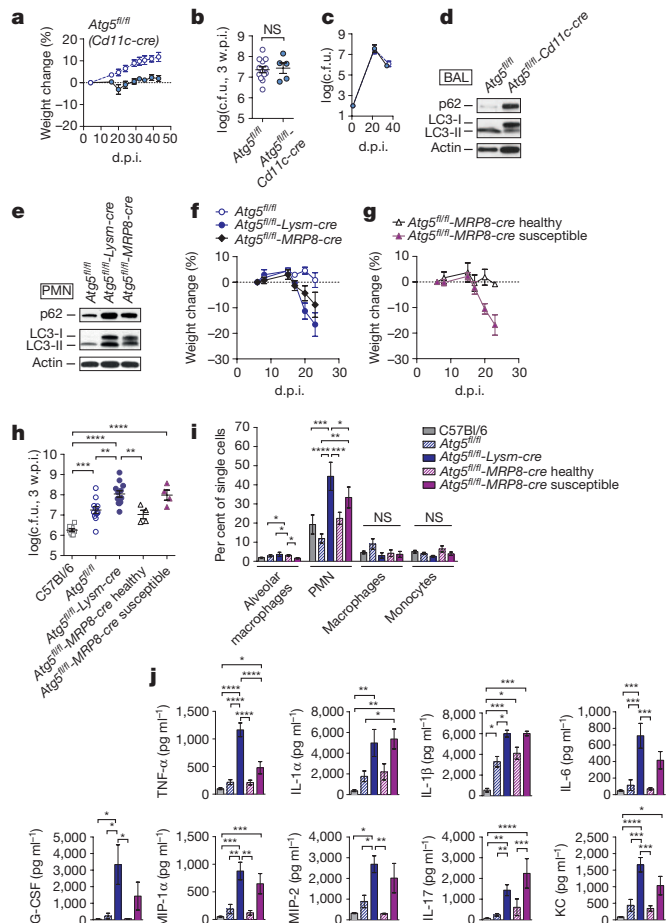 a
Atg5fl/fl
(Cd11c-cre)
Weight change (%)
20
10
0
−10
−20
0 10 20 30 40 50
d.p.i.
b
NS
log(c.f.u., 3 w.p.i.)
9
8
7
6
5
Atg5fl/fl
Atg5fl/fl-
Cd11c-cre
c
log(c.f.u.)
9
7
5
3
1
0 20 40
d.p.i.
d
BAL
Atg5fl/fl
Atg5fl/fl-Cd11c-cre
p62
LC3-I
LC3-II
Actin
e
PMN
Atg5fl/fl
Atg5fl/fl-Lysm-cre
Atg5fl/fl-MRP8-cre
p62
LC3-I
LC3-II
Actin
f
Atg5fl/fl
Atg5fl/fl-Lysm-cre
Atg5fl/fl-MRP8-cre
Weight change (%)
10
0
−10
−20
−30
0 10 20 30
d.p.i.
g
Atg5fl/fl-MRP8-cre healthy
Atg5fl/fl-MRP8-cre susceptible
Weight change (%)
10
0
−10
−20
−30
0 10 20 30
d.p.i.
h
****
****
*** ** **
log(c.f.u., 3 w.p.i.)
10
9
8
7
6
5
C57Bl/6
Atg5fl/fl
Atg5fl/fl-Lysm-cre
Atg5fl/fl-MRP8-cre healthy
Atg5fl/fl-MRP8-cre susceptible
i
C57Bl/6
Atg5fl/fl
Atg5fl/fl-Lysm-cre
Atg5fl/fl-MRP8-cre healthy
Atg5fl/fl-MRP8-cre susceptible
Per cent of single cells
70
60
50
40
30
20
10
0
*
*
*
*** *
**
**** ***
NS
NS
Alveolar
macrophages
PMN
Macrophages
Monocytes
j
*
**** ****
****
****
TNF-α (pg ml−1)
1,500
1,000
500
0
**
**
*
IL-1α (pg ml−1)
8,000
6,000
4,000
2,000
0
***
*
***
* *
IL-1β (pg ml−1)
8,000
6,000
4,000
2,000
0
***
***
***
IL-6 (pg ml−1)
1,000
800
600
400
200
0
*
* *
G-CSF (pg ml−1)
5,000
4,000
3,000
2,000
1,000
0
***
***
** **
MIP-1α (pg ml−1)
1,500
1,000
500
0
*
* **
MIP-2 (pg ml−1)
4,000
3,000
2,000
1,000
0
****
**
** ***
IL-17 (pg ml−1)
4,000
3,000
2,000
1,000
0
*
****
*** ***
KC (pg ml−1)
2,500
2,000
1,500
1,000
500
0